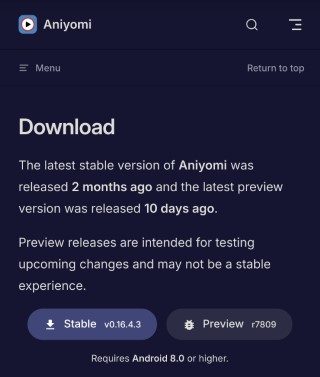 Aniyomi
Menu
Return to top
Download
The latest stable version of Aniyomi was
released 2 months ago and the latest preview
version was released 10 days ago.
Preview releases are intended for testing
upcoming changes and may not be a stable
experience.
Stable v0.16.4.3
Preview r7809
Requires Android 8.0 or higher.